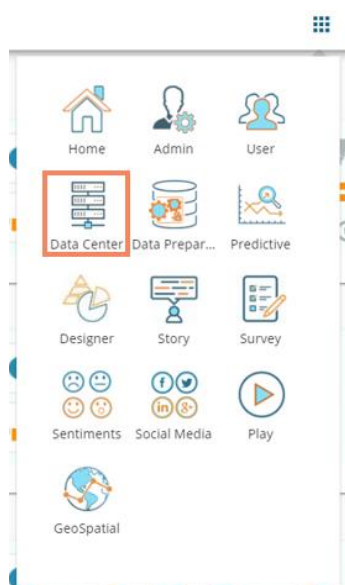 Home Admin User
Data Center Data Prepar... Predictive
Designer Story Survey
Sentiments Social Media Play
GeoSpatial